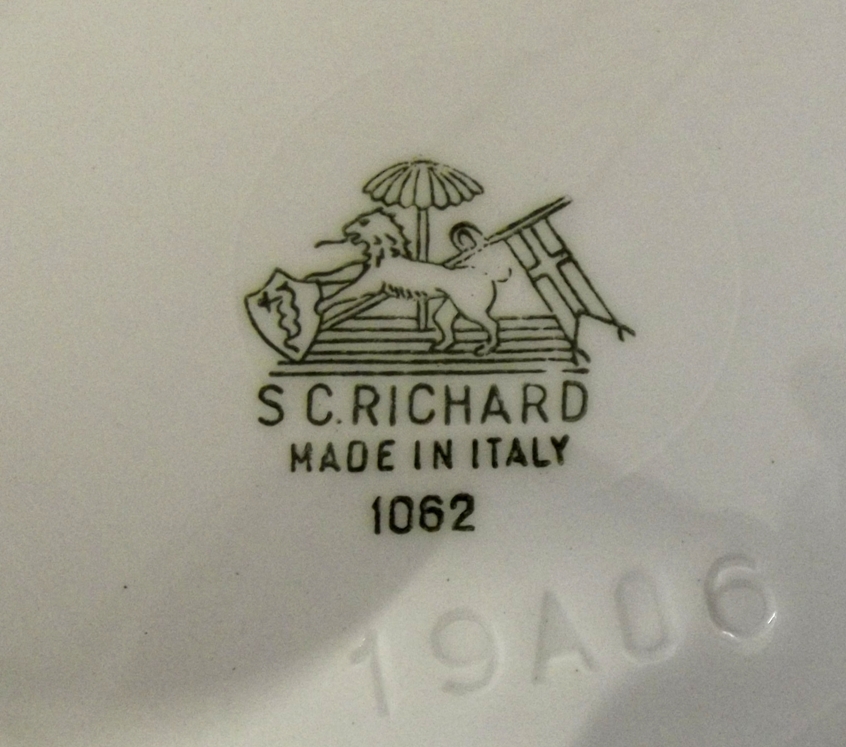 S C.RICHARD
MADE IN ITALY
1062
19A06